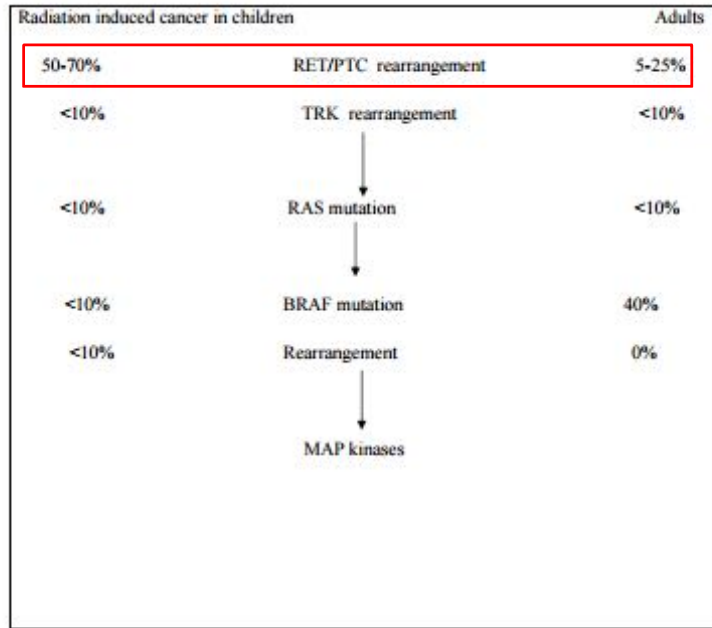 Radiation induced cancer in children Adults
50-70% RET/PTC rearrangement 5-25%
<10% TRK rearrangement <10%
<10% RAS mutation <10%
<10% BRAF mutation 40%
<10% Rearrangement 0%
MAP kinases